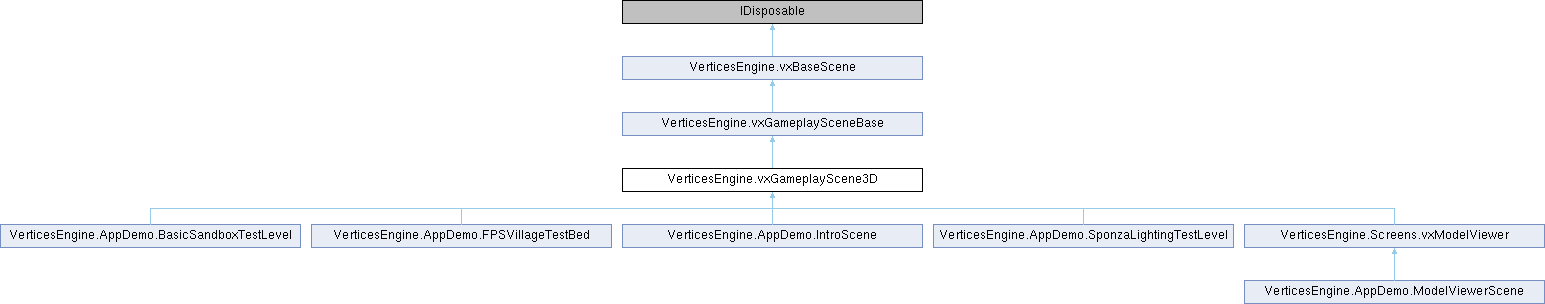 IDisposable
VerticesEngine.vxBaseScene
VerticesEngine.vxGameplaySceneBase
VerticesEngine.vxGameplayScene3D
VerticesEngine.AppDemo.BasicSandboxTestLevel
VerticesEngine.AppDemo.FPSVillageTestBed
VerticesEngine.AppDemo.IntroScene
VerticesEngine.AppDemo.SponzaLightingTestLevel
VerticesEngine.Screens.vxModelViewer
VerticesEngine.AppDemo.ModelViewerScene